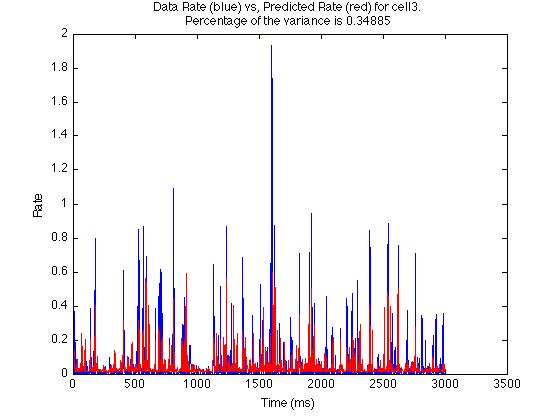 Data Rate (blue) vs, Predicted Rate (red) for cell3.
Percentage of the variance is 0.34885
2
1.8
1.6
1.4
1.2
1
0.8
0.6
0.4
0.2
0
Rate
0 500 1000 1500 2000 2500 3000 3500
Time (ms)